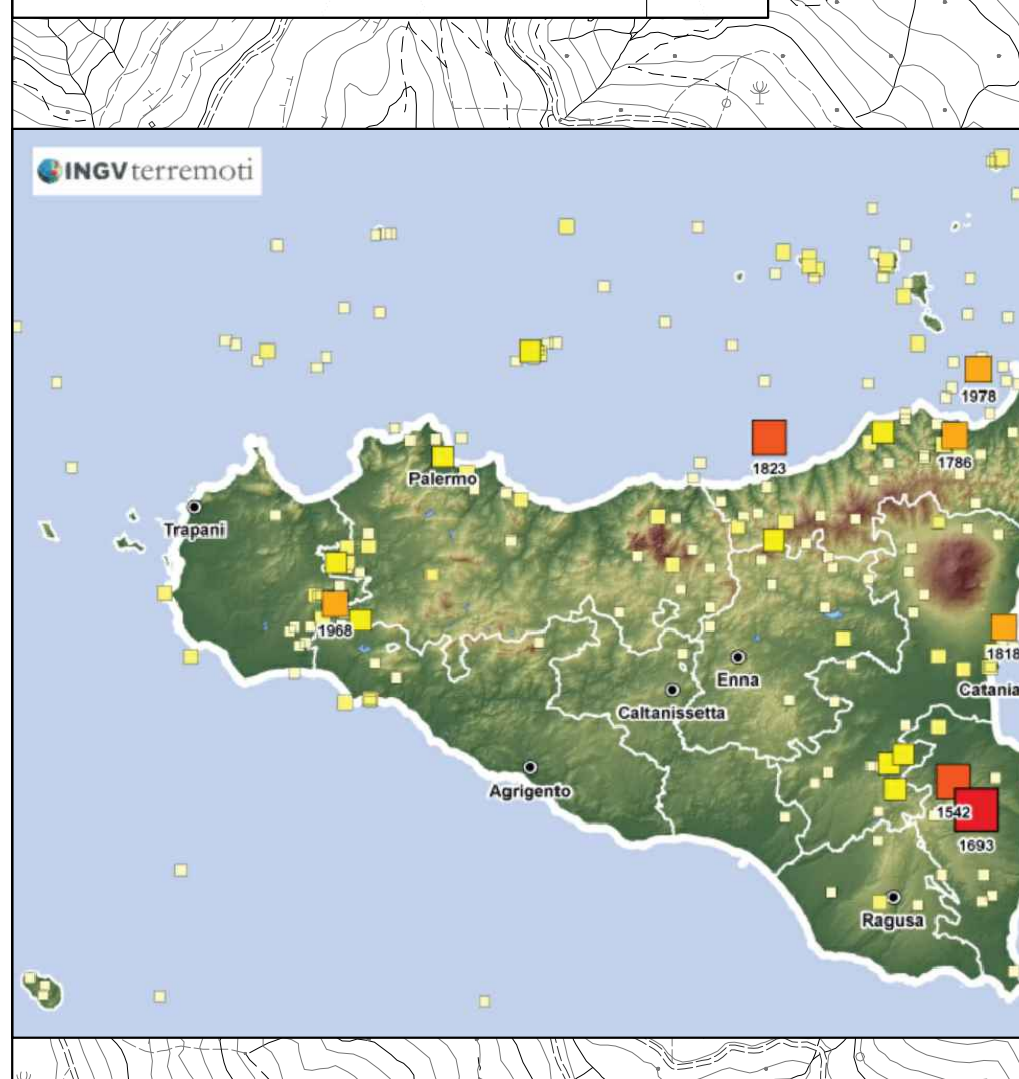 INGVterremoti
1978
1823
1786
Palermo
Trapani
1968
1818
Enna
Catania
Caltanissetta
Agrigento
1542
1693
Ragusa